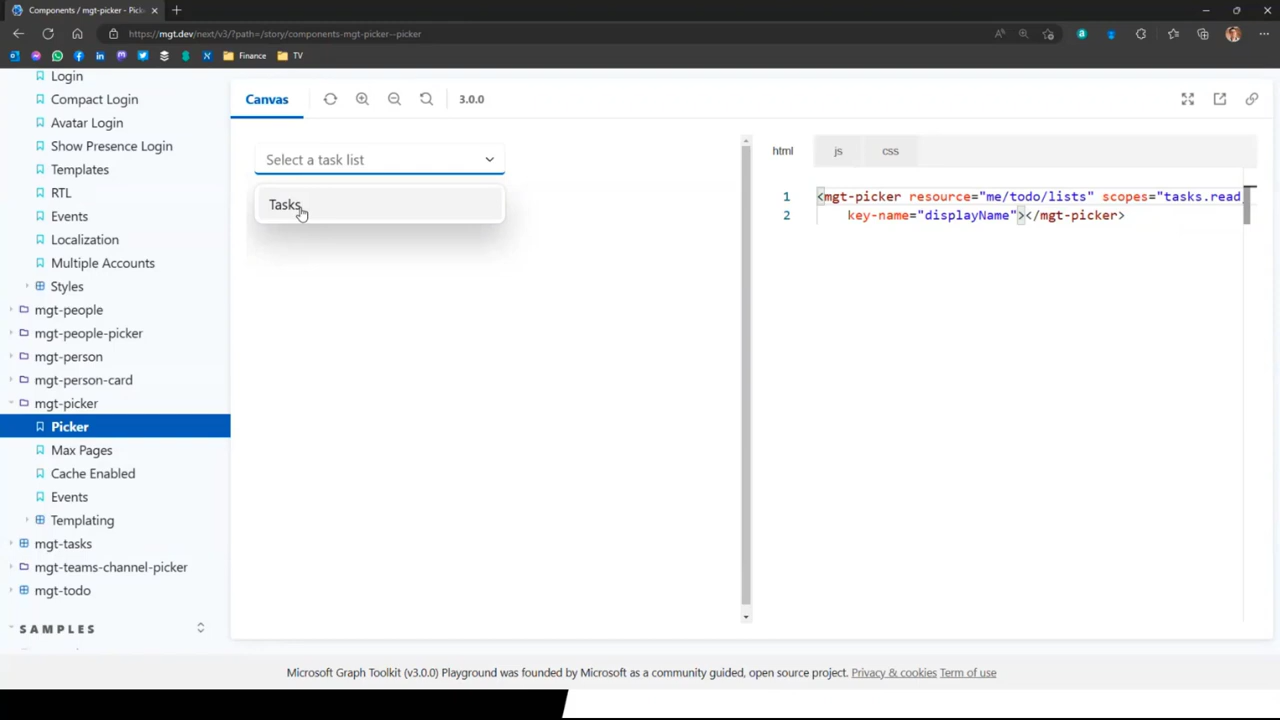 Components / mgt-picker - Picke
https://mgt.dev/next/v3/?path=/story/components-mgt-picker--picker
Finance
TV
Login
Compact Login
Avatar Login
Show Presence Login
Templates
RTL
Events
Localization
Multiple Accounts
Styles
mgt-people
mgt-people-picker
mgt-person
mgt-person-card
mgt-picker
Picker
Max Pages
Cache Enabled
Events
Templating
mgt-tasks
mgt-teams-channel-picker
mgt-todo
SAMPLES
Canvas
3.0.0
Select a task list
Tasks
html js css
1 <mgt-picker resource="me/todo/lists" scopes="tasks.read
2 key-name="displayName"></mgt-picker>
Microsoft Graph Toolkit (v3.0.0) Playground was founded by Microsoft as a community guided, open source project. Privacy & cookies Term of use